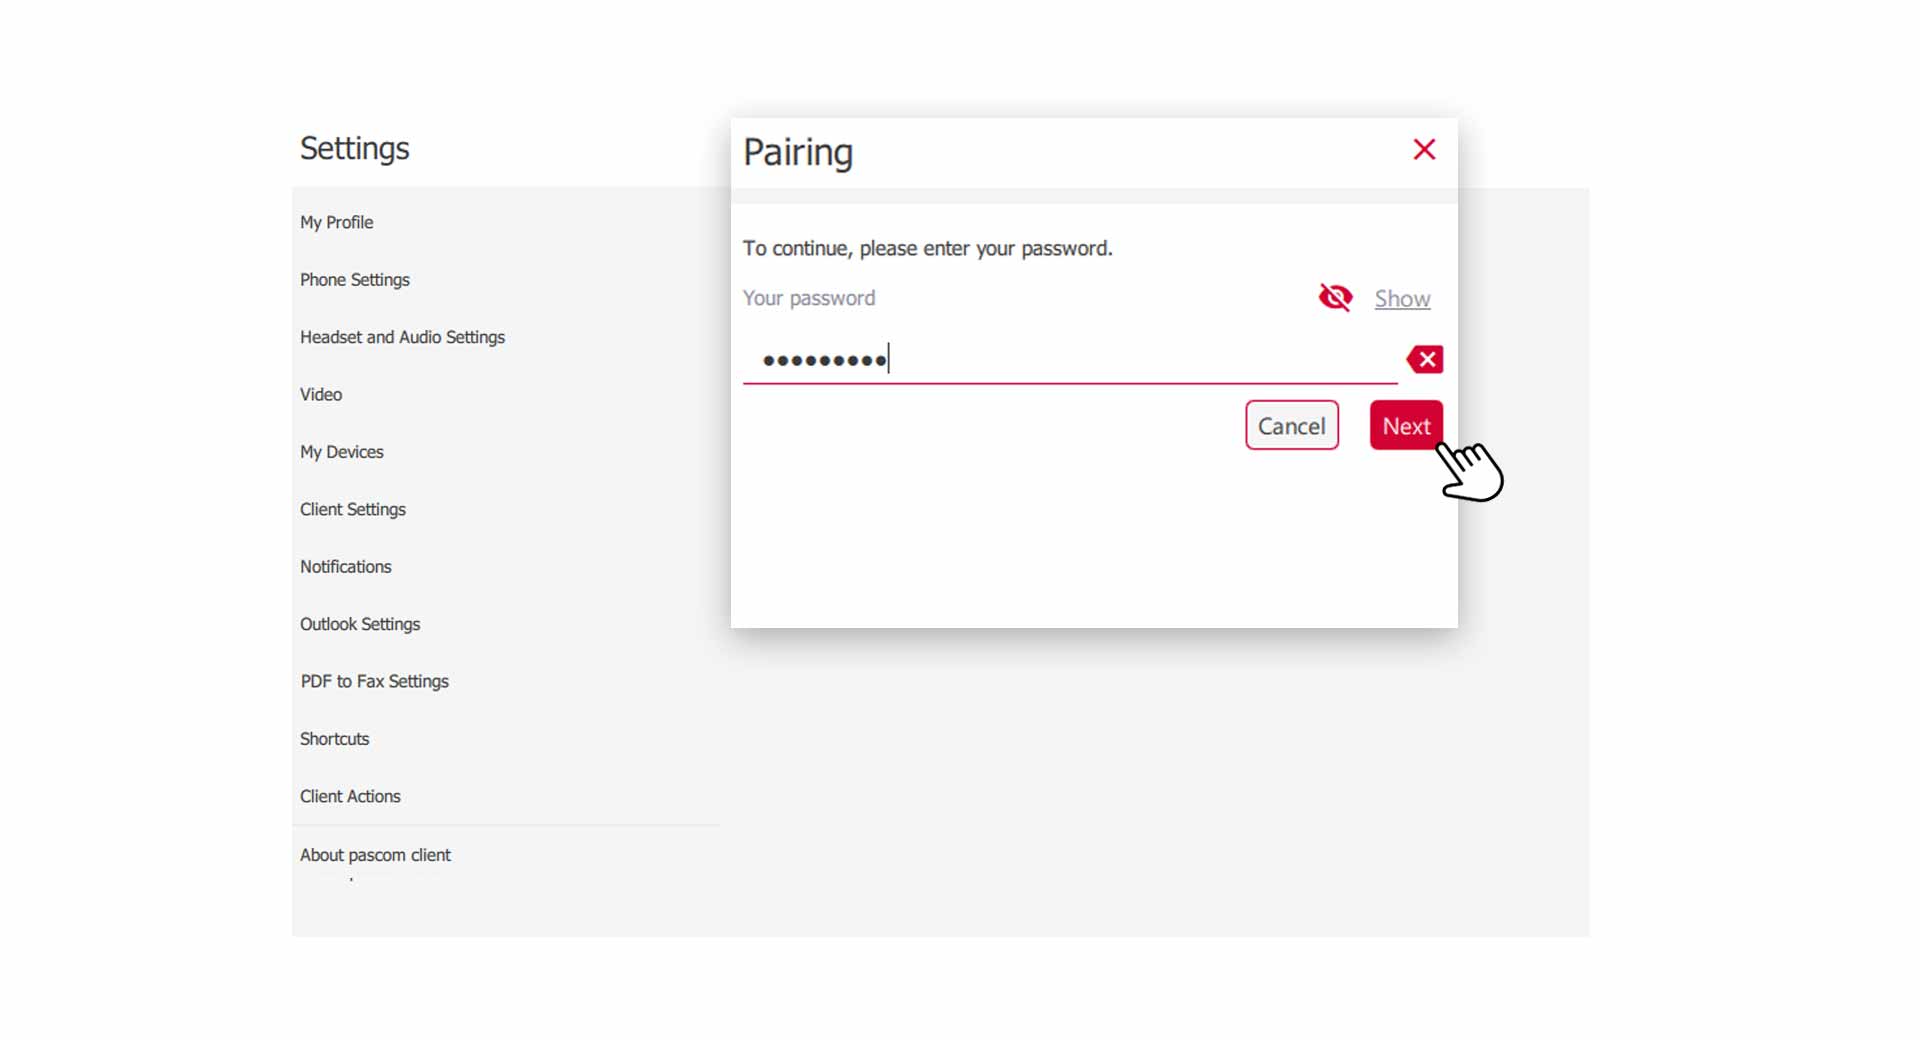 Settings
My Profile
Phone Settings
Headset and Audio Settings
Video
My Devices
Client Settings
Notifications
Outlook Settings
PDF to Fax Settings
Shortcuts
Client Actions
About pascom client
Pairing
To continue, please enter your password.
Your password
Show
•••••••••
Cancel
Next